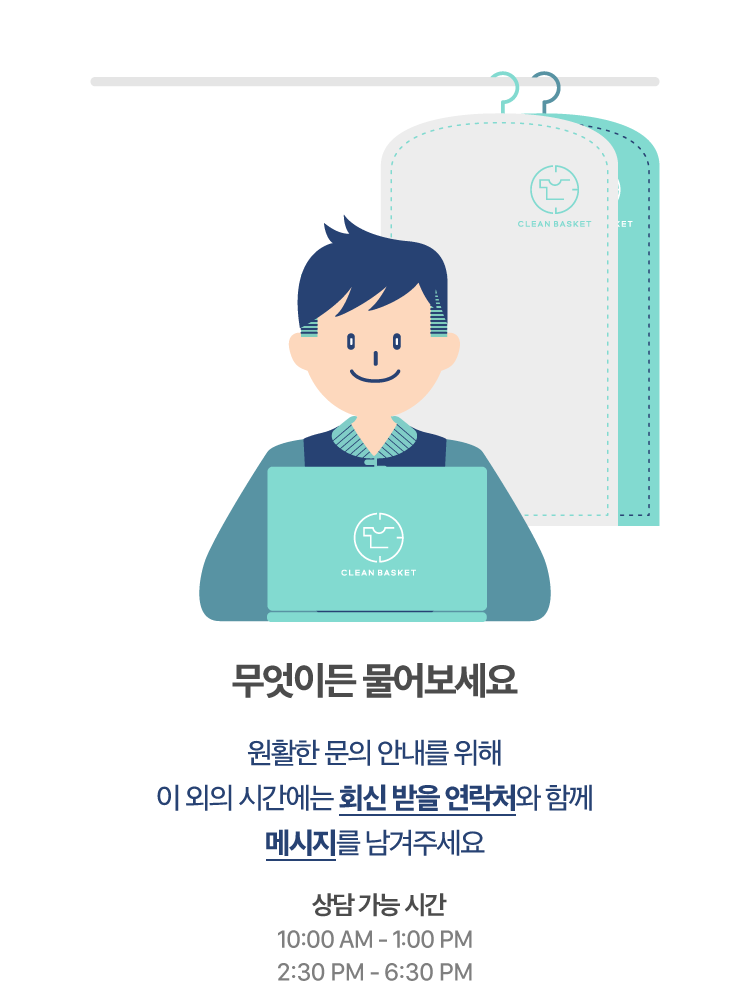 CLEAN BASKET
KET
CLEAN BASKET
무엇이든 물어보세요
원활한 문의 안내를 위해
이 외의 시간에는 회신 받을 연락처와 함께
메시지를 남겨주세요
상담 가능 시간
10:00 AM - 1:00 PM
2:30 PM - 6:30 PM